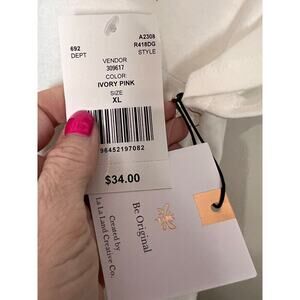 692
DEPT
A2308
R418DG
STYLE
VENDOR
309617
COLOR
IVORY PINK
SIZE
XL
96452197082
$34.00
Be Original
Created by
La La Land Creative Co.